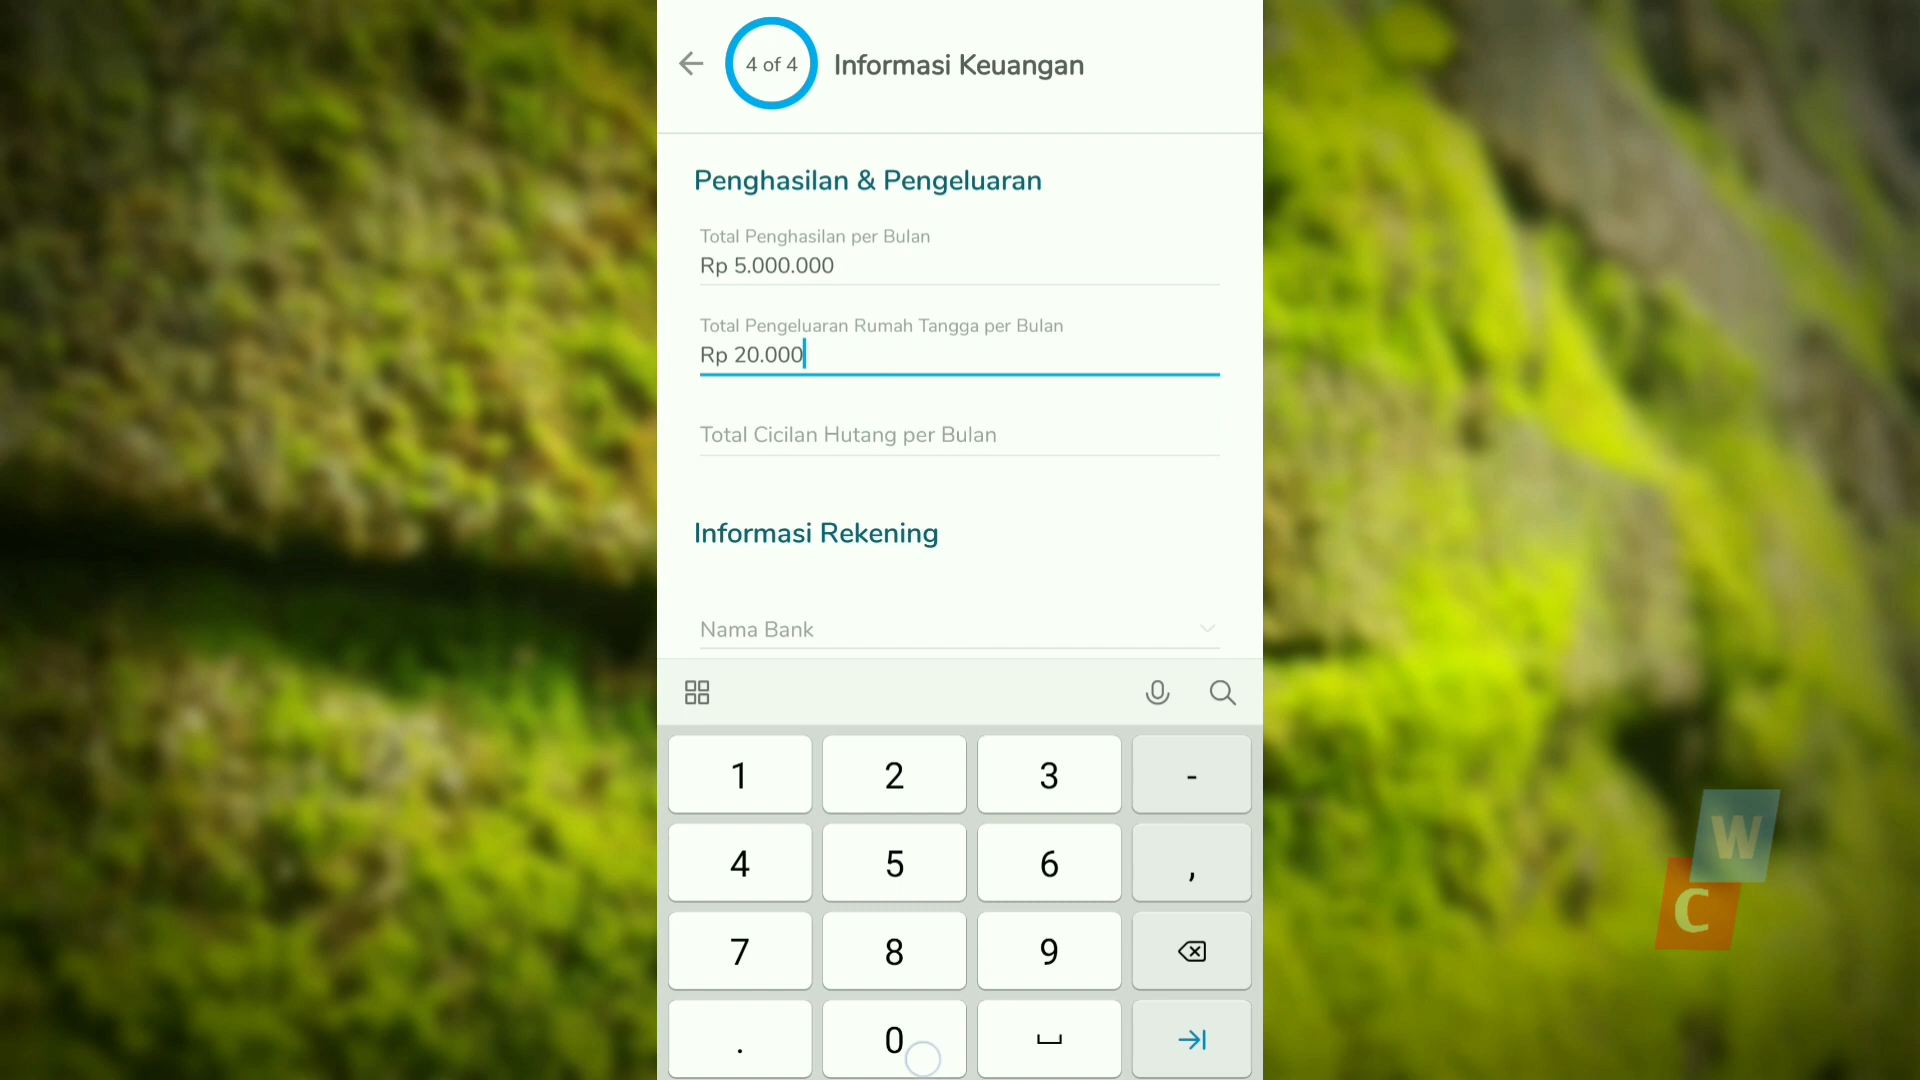 4 of 4
Informasi Keuangan
Penghasilan & Pengeluaran
Total Penghasilan per Bulan
Rp 5.000.000
Total Pengeluaran Rumah Tangga per Bulan
Rp 20.000
Total Cicilan Hutang per Bulan
Informasi Rekening
Nama Bank
1 2 3 -
4 5 6 ,
7 8 9
. 0
W
C